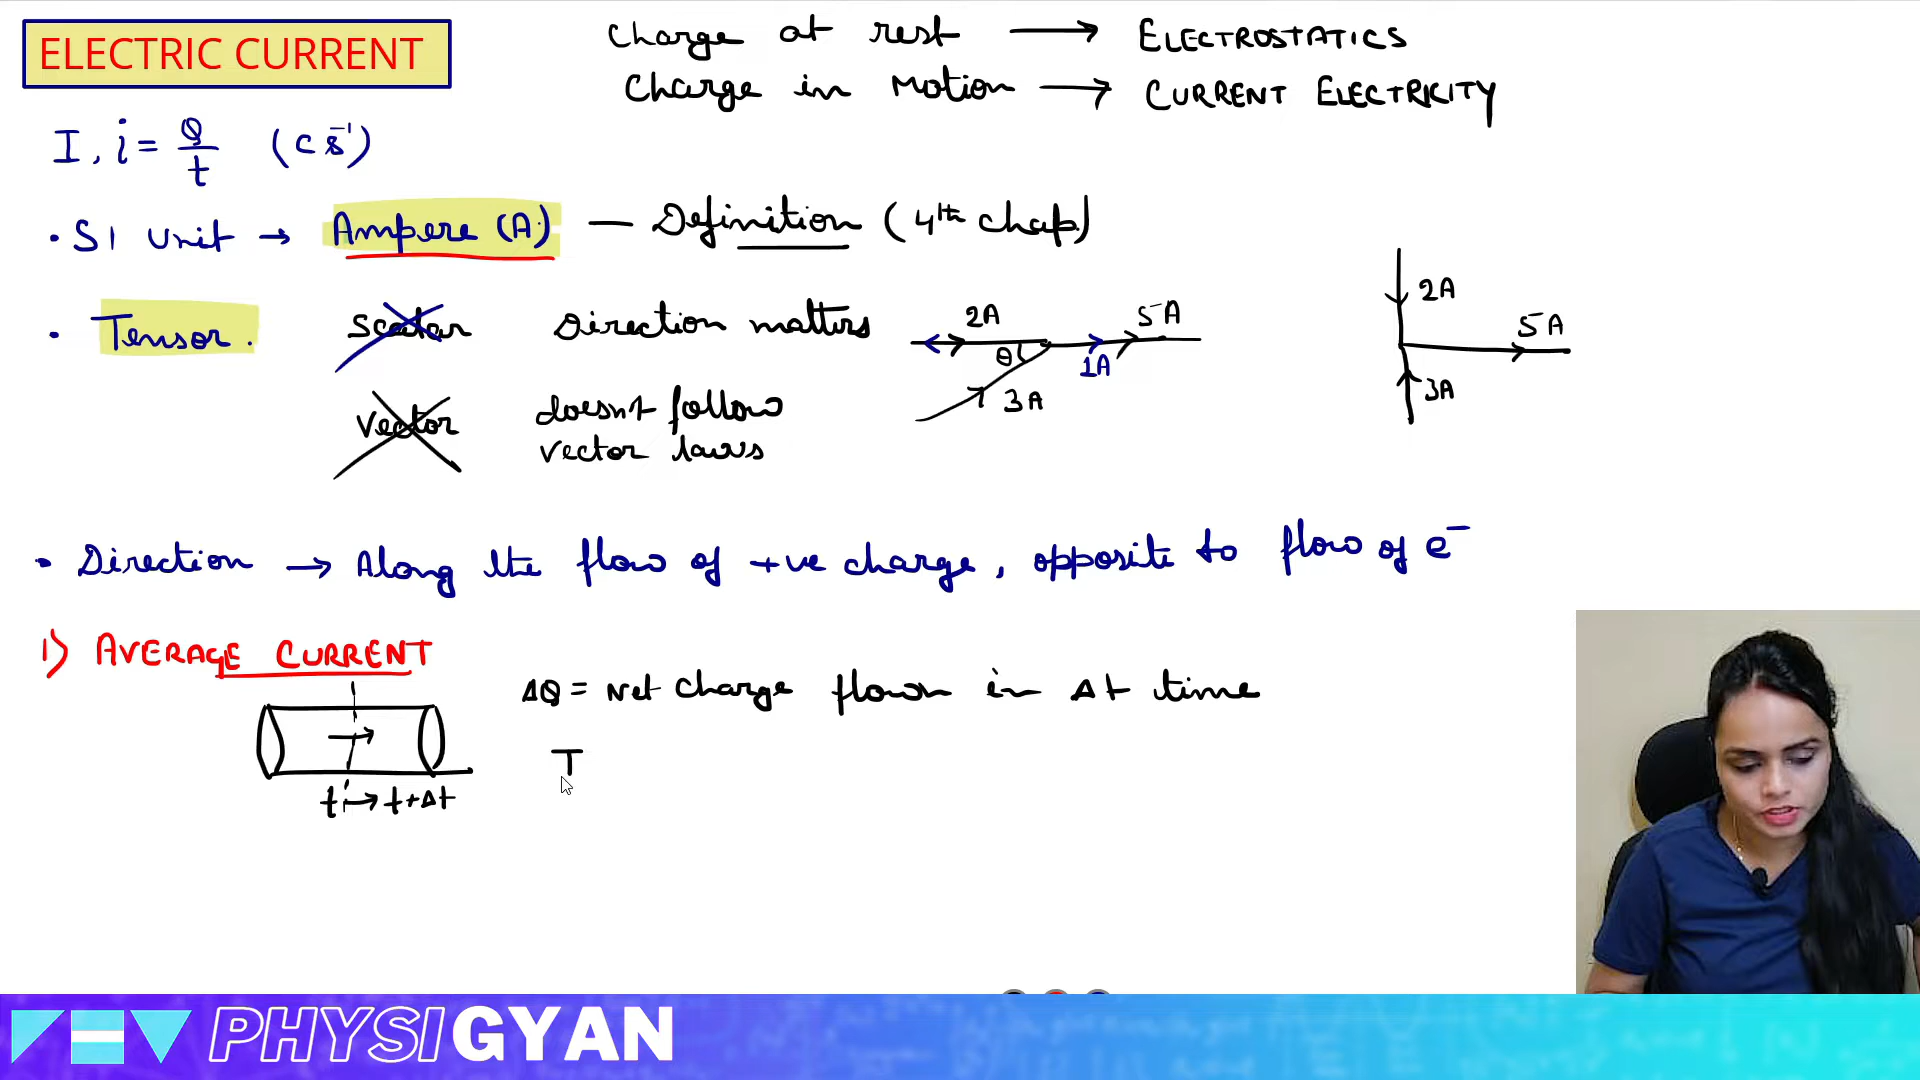 ELECTRIC CURRENT
Charge at rest → ELECTROSTATICS
Charge in Motion → CURRENT ELECTRICITY
I, i = Q/t (C s⁻¹)
• SI Unit → Ampere (A) — Definition (4th chap)
• Tensor. Scalar Direction matters
2A θ 3A 1A 5A
2A 5A 3A
Vector doesnt follow
vector laws
• Direction → Along the flow of +ve charge, opposite to flow of e⁻
1) AVERAGE CURRENT
ΔQ = Net charge flown in Δt time
I
t → t+Δt
PHYSIGYAN